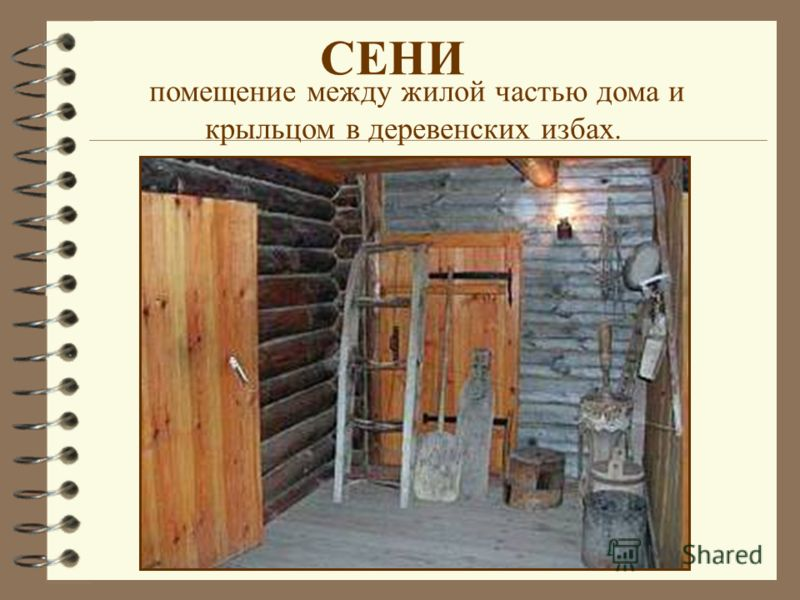 СЕНИ
помещение между жилой частью дома и
крыльцом в деревенских избах.
Shared